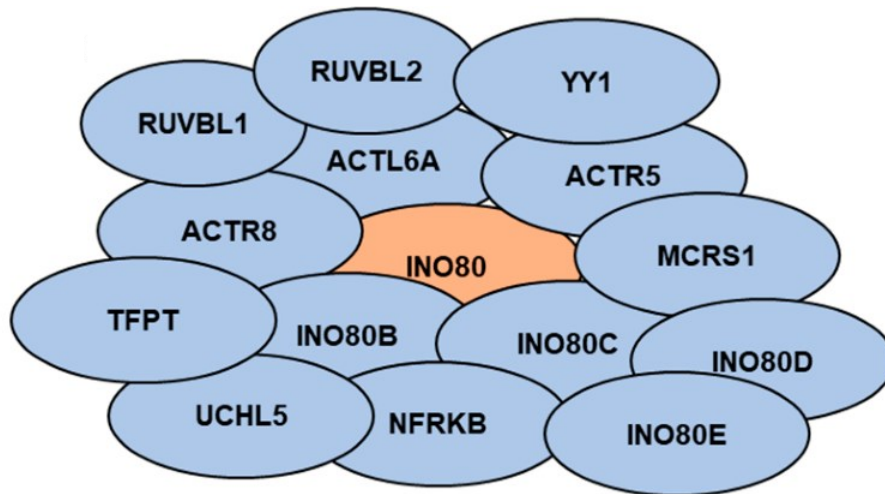 RUVBL2
YY1
RUVBL1
ACTL6A
ACTR5
ACTR8
INO80
MCRS1
TFPT
INO80B
INO80C
INO80D
UCHL5
NFRKB
INO80E